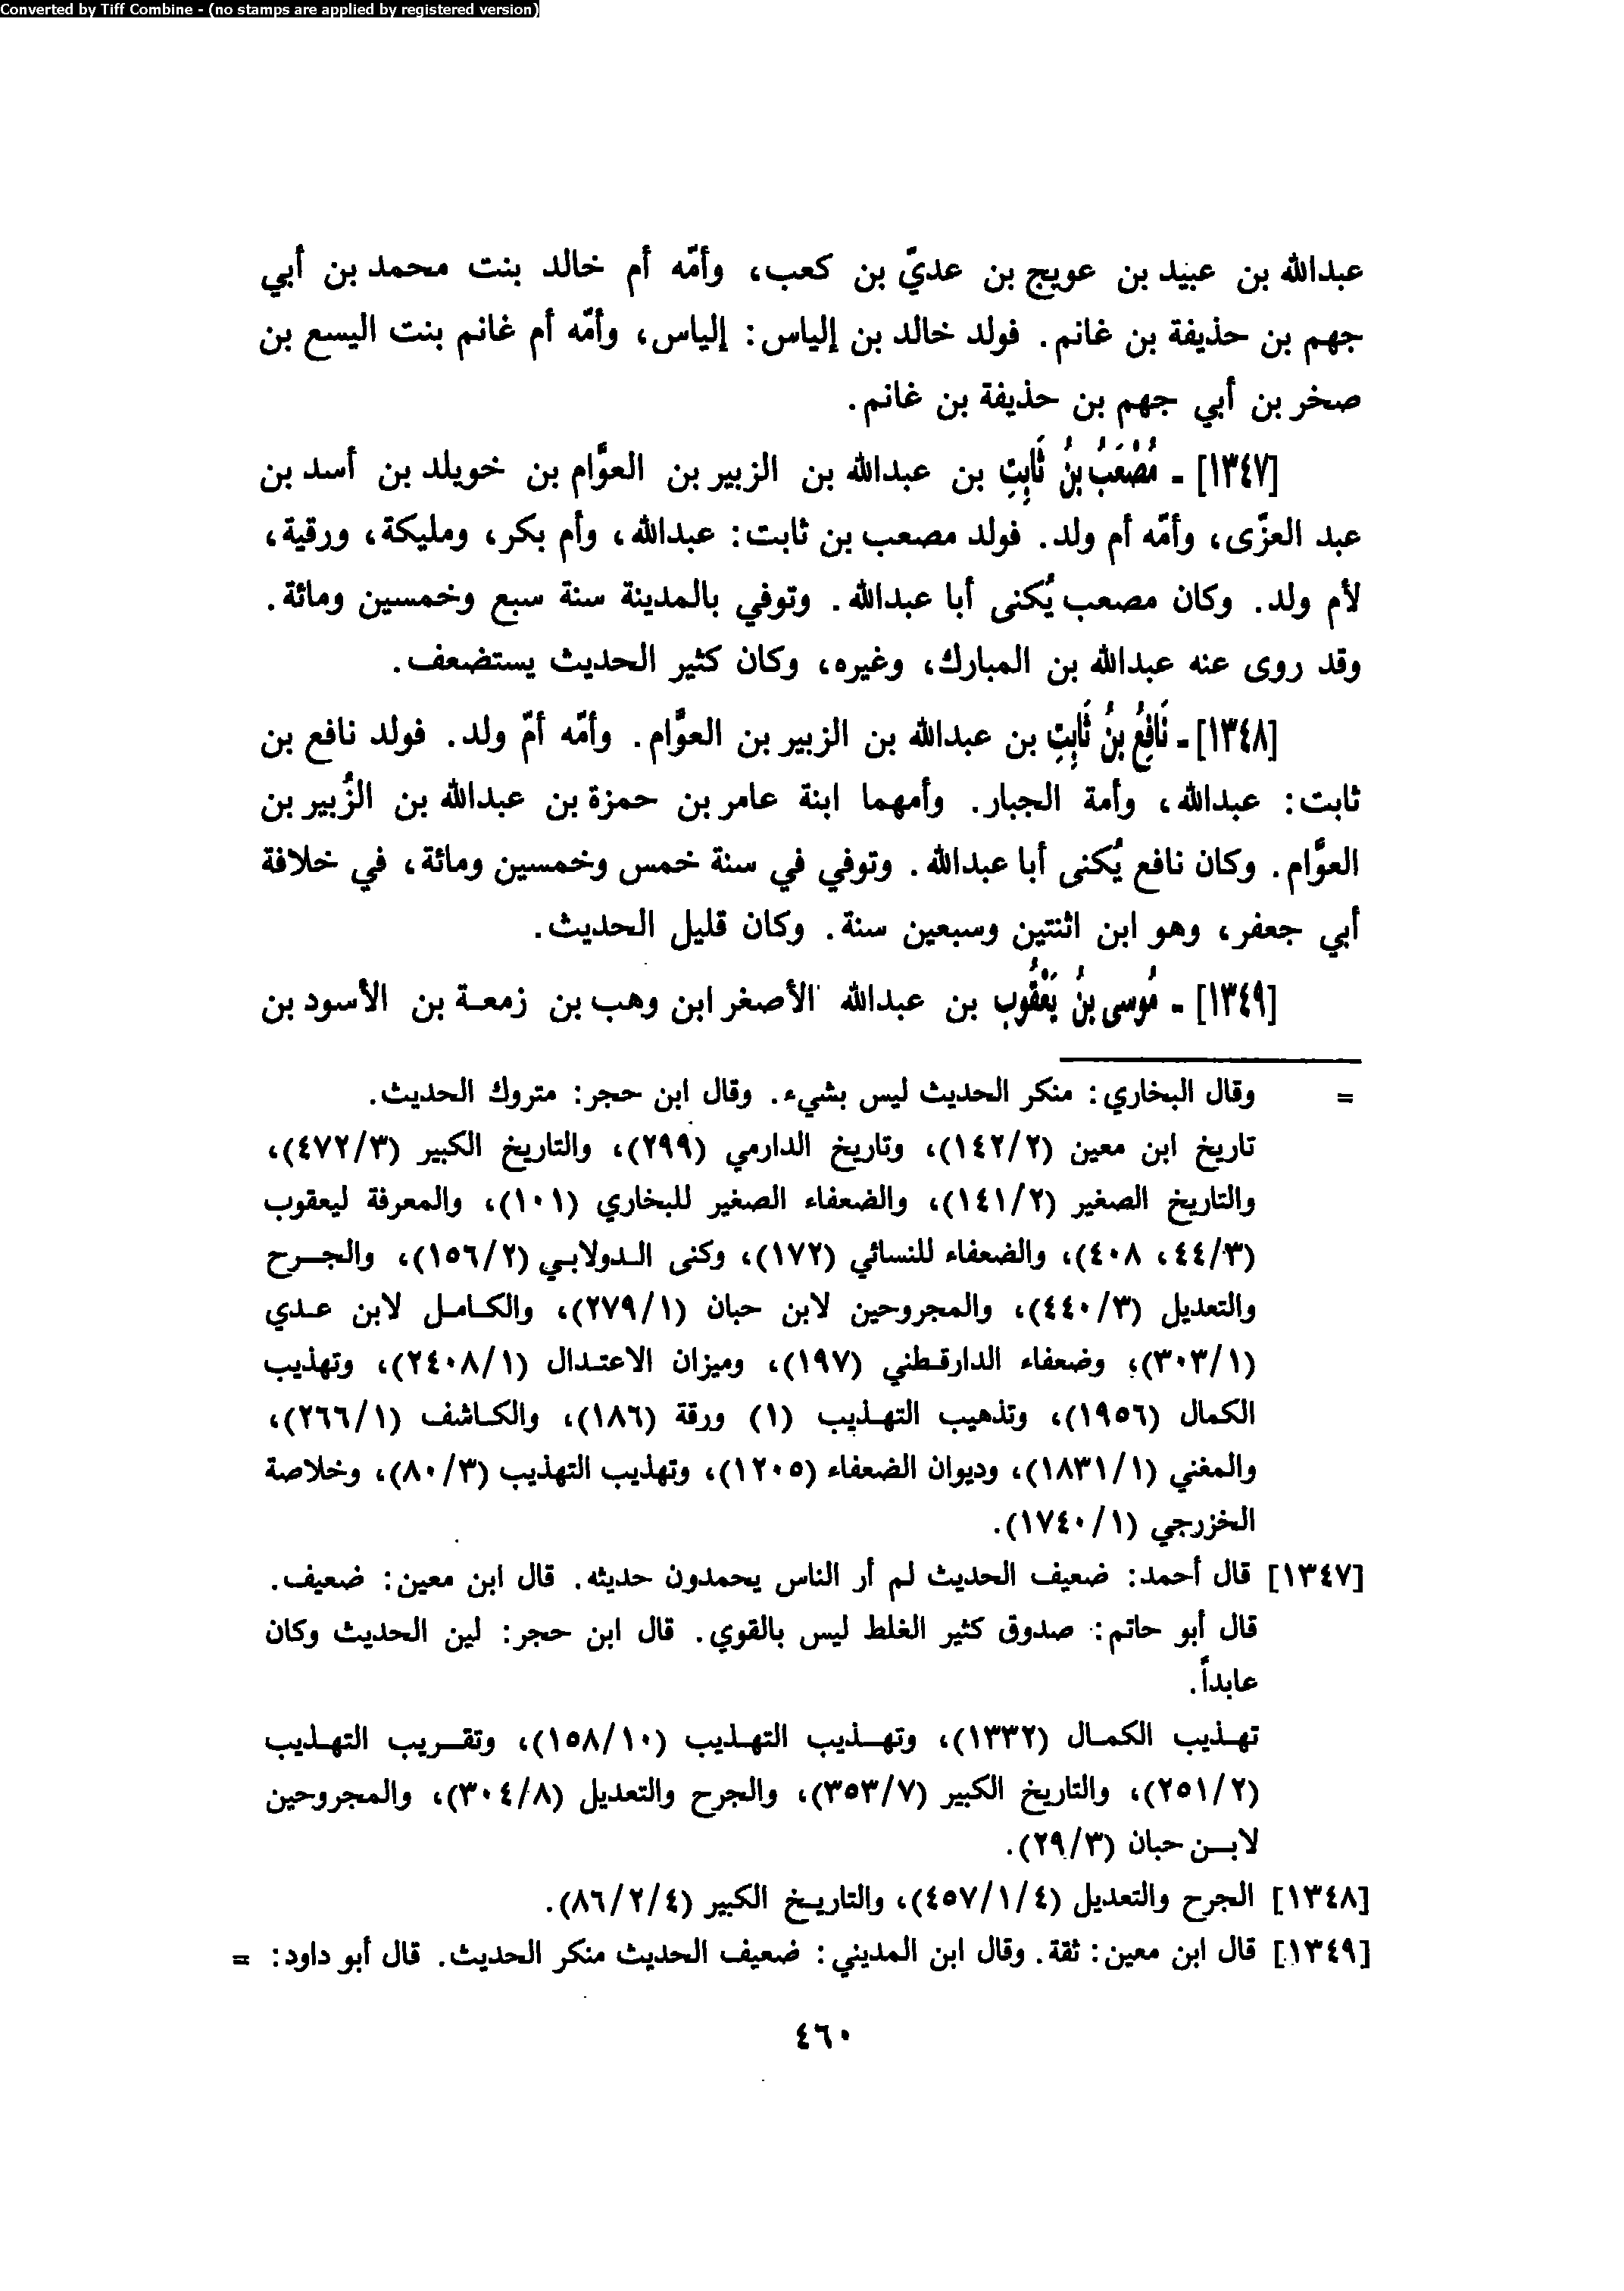 Converted by Tiff Combine - (no stamps are applied by registered version)
عبدالله بن عبيد بن عويج بن عديّ بن كعب، وأمّه أم خالد بنت محمد بن أبي
جهم بن حذيفة بن غانم. فولد خالد بن إلياس: إلياس، وأمّه أم غانم بنت اليسع بن
صخر بن أبي جهم بن حذيفة بن غانم.
[١٣٤٧] ـ مُصْعَبُ بنُ ثَابِتِ بن عبدالله بن الزبير بن العوَّام بن خويلد بن أسد بن
عبد العزّى، وأمّه أم ولد. فولد مصعب بن ثابت: عبدالله، وأم بكر، ومليكة، ورقية،
لأم ولد. وكان مصعب يُكنى أبا عبدالله. وتوفي بالمدينة سنة سبع وخمسين ومائة.
وقد روى عنه عبدالله بن المبارك، وغيره، وكان كثير الحديث يستضعف.
[١٣٤٨] ـ نَافِعُ بنُ ثَابِتِ بن عبدالله بن الزبير بن العوَّام. وأمّه أمّ ولد. فولد نافع بن
ثابت: عبدالله، وأمة الجبار. وأمهما ابنة عامر بن حمزة بن عبدالله بن الزُبير بن
العوَّام. وكان نافع يُكنى أبا عبدالله. وتوفي في سنة خمس وخمسين ومائة، في خلافة
أبي جعفر، وهو ابن اثنتين وسبعين سنة. وكان قليل الحديث.
[١٣٤٩] ـ مُوسى بنُ يَعْقُوبِ بن عبدالله الأصغر ابن وهب بن زمعة بن الأسود بن
= وقال البخاري: منكر الحديث ليس بشيء. وقال ابن حجر: متروك الحديث.
تاريخ ابن معين (١٤٢/٢)، وتاريخ الدارمي (٢٩٩)، والتاريخ الكبير (٤٧٢/٣)،
والتاريخ الصغير (١٤١/٢)، والضعفاء الصغير للبخاري (١٠١)، والمعرفة ليعقوب
(٤٤/٣، ٤٠٨)، والضعفاء للنسائي (١٧٢)، وكنى الدولابي (١٥٦/٢)، والجرح
والتعديل (٤٤٠/٣)، والمجروحين لابن حبان (٢٧٩/١)، والكامل لابن عدي
(٣٠٣/١)، وضعفاء الدارقطني (١٩٧)، وميزان الاعتدال (٢٤٠٨/١)، وتهذيب
الكمال (١٩٥٦)، وتذهيب التهذيب (١) ورقة (١٨٦)، والكاشف (٢٦٦/١)،
والمغني (١٨٣١/١)، وديوان الضعفاء (١٢٠٥)، وتهذيب التهذيب (٨٠/٣)، وخلاصة
الخزرجي (١٧٤٠/١).
[١٣٤٧] قال أحمد: ضعيف الحديث لم أر الناس يحمدون حديثه. قال ابن معين: ضعيف.
قال أبو حاتم: صدوق كثير الغلط ليس بالقوي. قال ابن حجر: لين الحديث وكان
عابداً.
تهذيب الكمال (١٣٣٢)، وتهذيب التهذيب (١٥٨/١٠)، وتقريب التهذيب
(٢٥١/٢)، والتاريخ الكبير (٣٥٣/٧)، والجرح والتعديل (٣٠٤/٨)، والمجروحين
لابن حبان (٢٩/٣).
[١٣٤٨] الجرح والتعديل (٤٥٧/١/٤)، والتاريخ الكبير (٨٦/٢/٤).
[١٣٤٩] قال ابن معين: ثقة. وقال ابن المديني: ضعيف الحديث منكر الحديث. قال أبو داود: =
٤٦٠